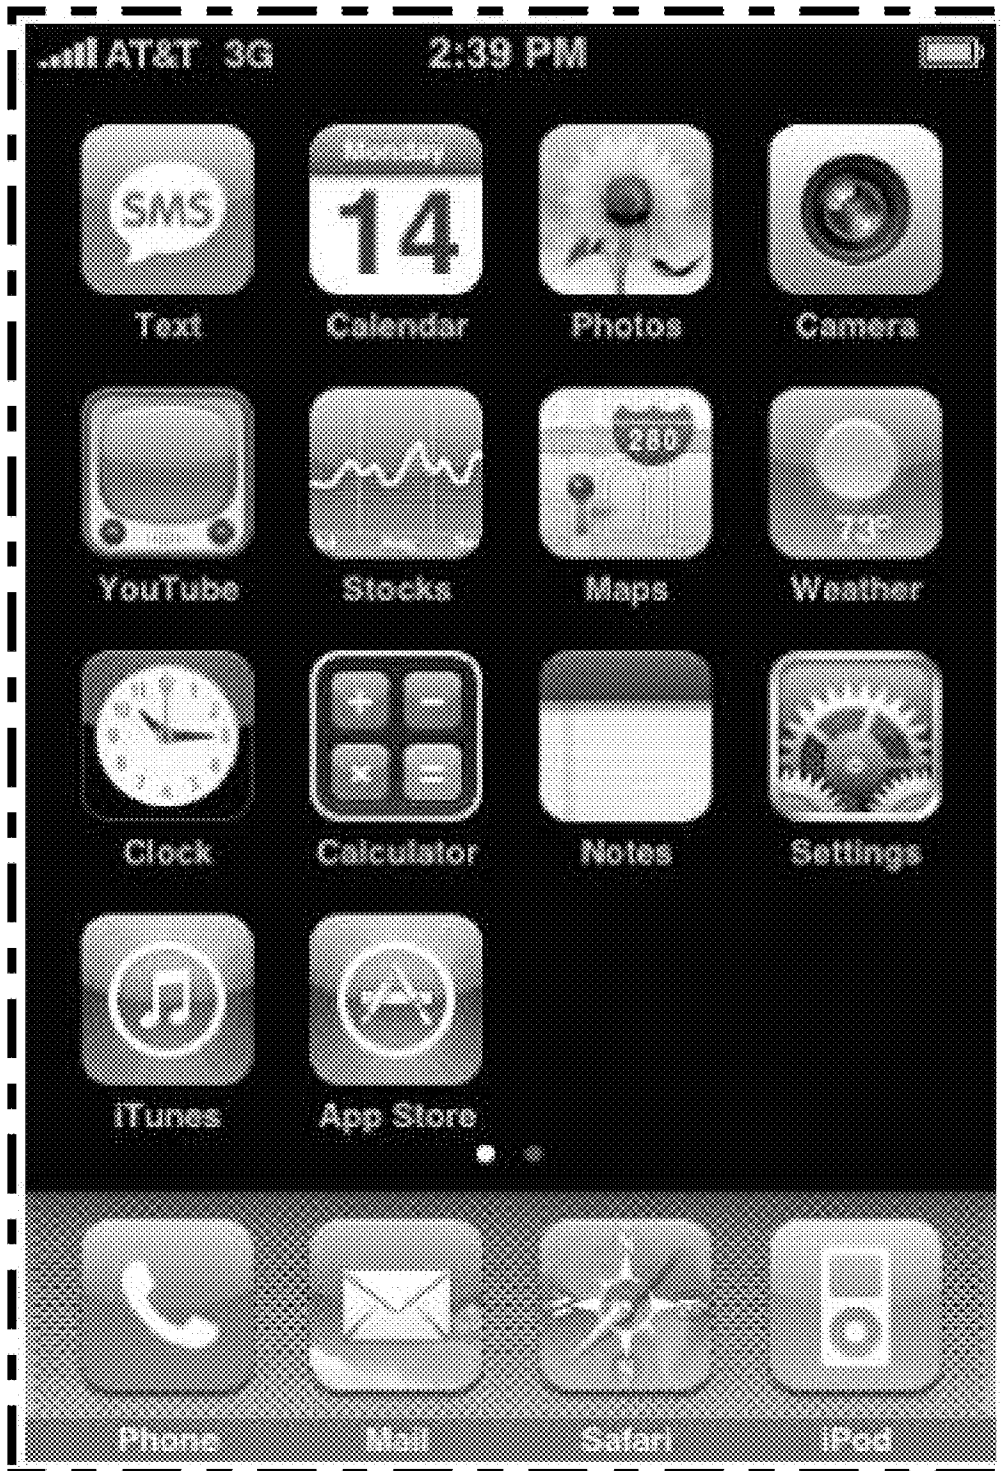 AT&T 3G 2:39 PM
SMS
Monday
14
Text Calendar Photos Camera
280
73°
YouTube Stocks Maps Weather
Clock Calculator Notes Settings
iTunes App Store
Phone Mail Safari iPod